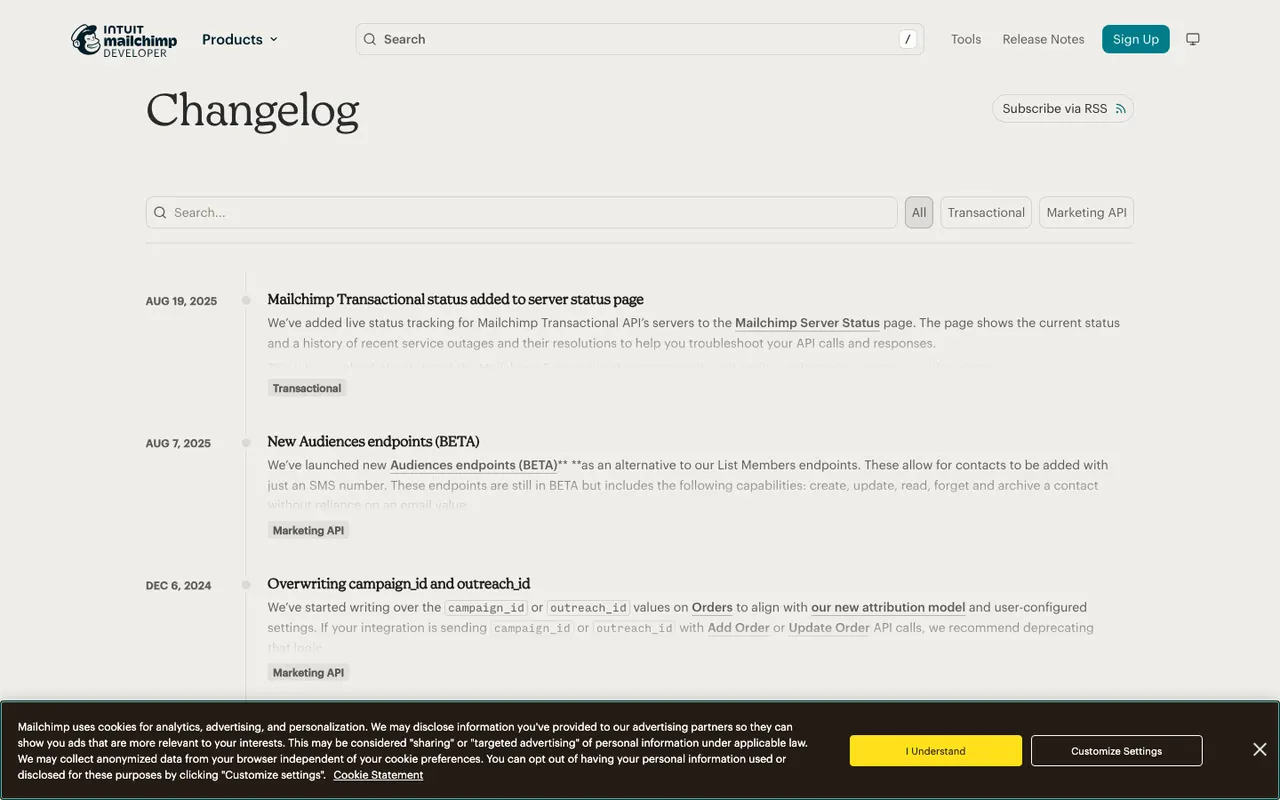 INTUIT
mailchimp
DEVELOPER
Products
Search
/
Tools
Release Notes
Sign Up
Changelog
Subscribe via RSS
Search...
All
Transactional
Marketing API
AUG 19, 2025
Mailchimp Transactional status added to server status page
We've added live status tracking for Mailchimp Transactional API's servers to the Mailchimp Server Status page. The page shows the current status
and a history of recent service outages and their resolutions to help you troubleshoot your API calls and responses.
Transactional
AUG 7, 2025
New Audiences endpoints (BETA)
We've launched new Audiences endpoints (BETA)** **as an alternative to our List Members endpoints. These allow for contacts to be added with
just an SMS number. These endpoints are still in BETA but includes the following capabilities: create, update, read, forget and archive a contact
without reliance on an email value.
Marketing API
DEC 6, 2024
Overwriting campaign_id and outreach_id
We've started writing over the campaign_id or outreach_id values on Orders to align with our new attribution model and user-configured
settings. If your integration is sending campaign_id or outreach_id with Add Order or Update Order API calls, we recommend deprecating
that logic.
Marketing API
Mailchimp uses cookies for analytics, advertising, and personalization. We may disclose information you've provided to our advertising partners so they can
show you ads that are more relevant to your interests. This may be considered "sharing" or "targeted advertising" of personal information under applicable law.
We may collect anonymized data from your browser independent of your cookie preferences. You can opt out of having your personal information used or
disclosed for these purposes by clicking "Customize settings". Cookie Statement
I Understand
Customize Settings